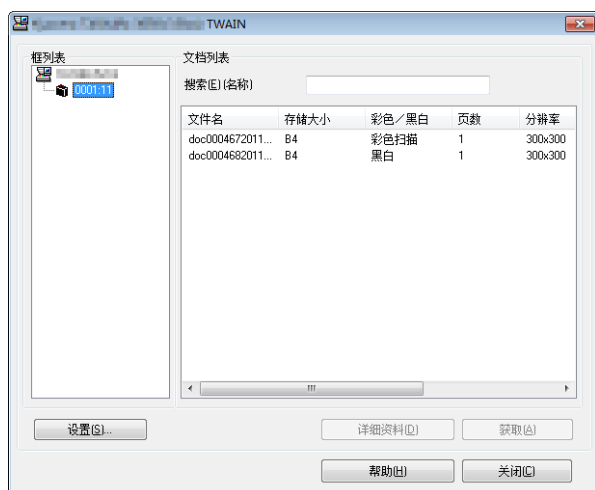 TWAIN
框列表
0001:11
文档列表
搜索(E)(名称)
文件名 存储大小 彩色／黑白 页数 分辨率
doc0004672011... B4 彩色扫描 1 300x300
doc0004682011... B4 黑白 1 300x300
设置(S)... 详细资料(D) 获取(A)
帮助(H) 关闭(C)